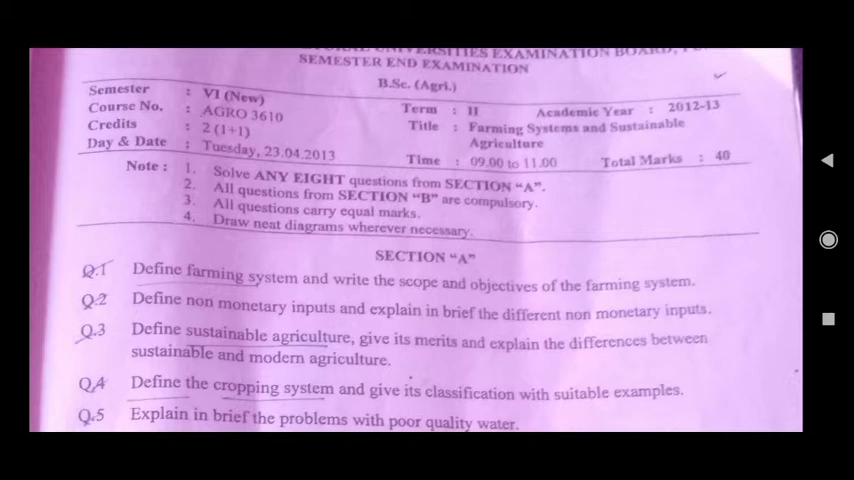 UNIVERSITIES EXAMINATION BOARD,
SEMESTER END EXAMINATION
B.Sc. (Agri.)
Semester : VI (New) Term : II Academic Year : 2012-13
Course No. : AGRO 3610 Title : Farming Systems and Sustainable
Credits : 2 (1+1) Agriculture
Day & Date : Tuesday, 23.04.2013 Time : 09.00 to 11.00 Total Marks : 40
Note : 1. Solve ANY EIGHT questions from SECTION “A”.
2. All questions from SECTION “B” are compulsory.
3. All questions carry equal marks.
4. Draw neat diagrams wherever necessary.
SECTION “A”
Q.1 Define farming system and write the scope and objectives of the farming system.
Q.2 Define non monetary inputs and explain in brief the different non monetary inputs.
Q.3 Define sustainable agriculture, give its merits and explain the differences between
sustainable and modern agriculture.
Q.4 Define the cropping system and give its classification with suitable examples.
Q.5 Explain in brief the problems with poor quality water.